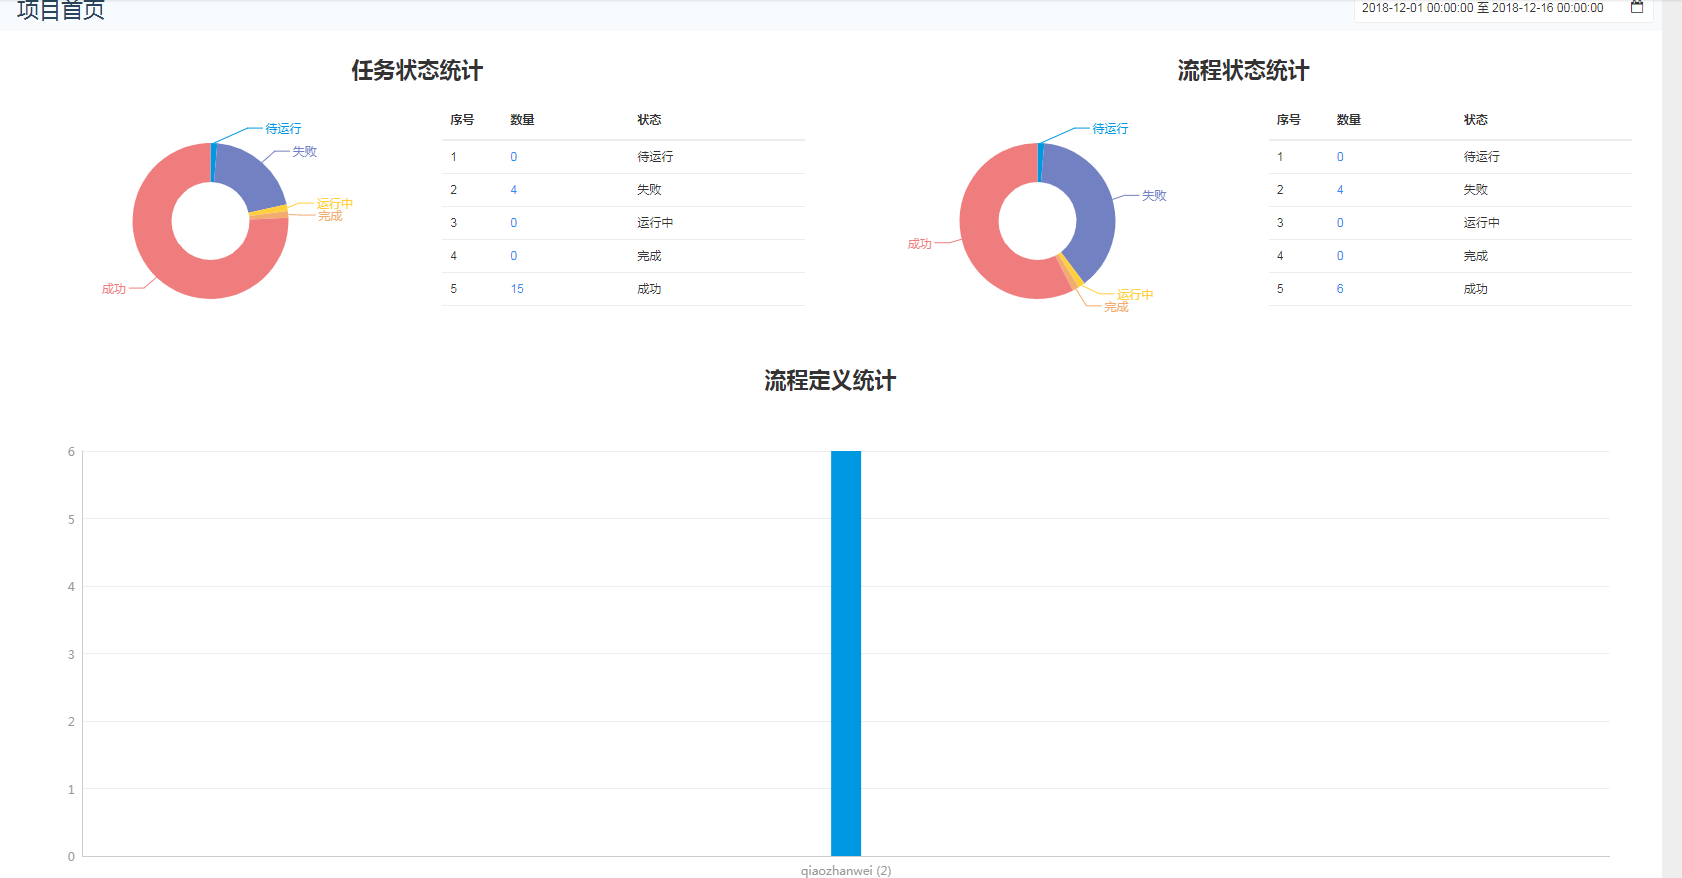 项目首页
2018-12-01 00:00:00 至 2018-12-16 00:00:00
任务状态统计
待运行
失败
运行中
完成
成功
序号 数量 状态
1 0 待运行
2 4 失败
3 0 运行中
4 0 完成
5 15 成功
流程状态统计
待运行
失败
成功
运行中
完成
序号 数量 状态
1 0 待运行
2 4 失败
3 0 运行中
4 0 完成
5 6 成功
流程定义统计
6
5
4
3
2
1
0
qiaozhanwei (2)